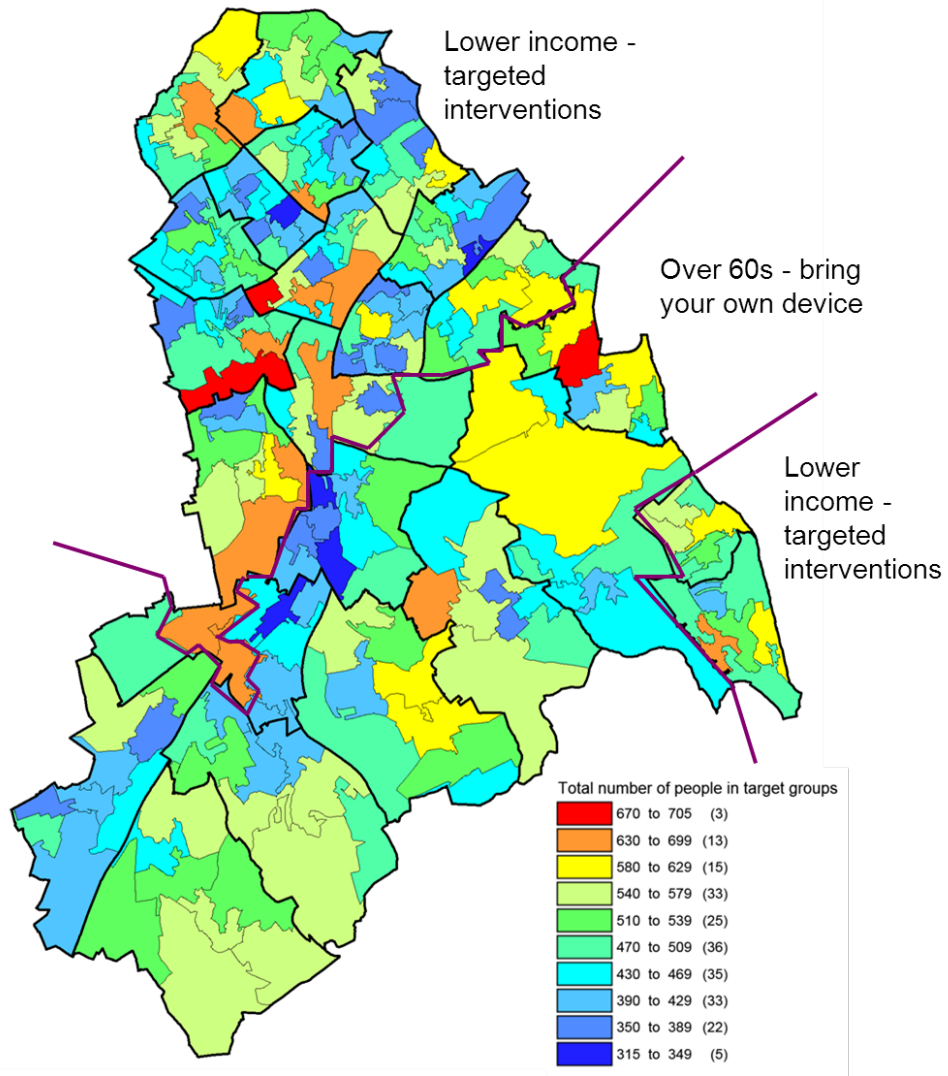 Lower income -
targeted
interventions
Over 60s - bring
your own device
Lower
income -
targeted
interventions
Total number of people in target groups
670 to 705 (3)
630 to 699 (13)
580 to 629 (15)
540 to 579 (33)
510 to 539 (25)
470 to 509 (36)
430 to 469 (35)
390 to 429 (33)
350 to 389 (22)
315 to 349 (5)